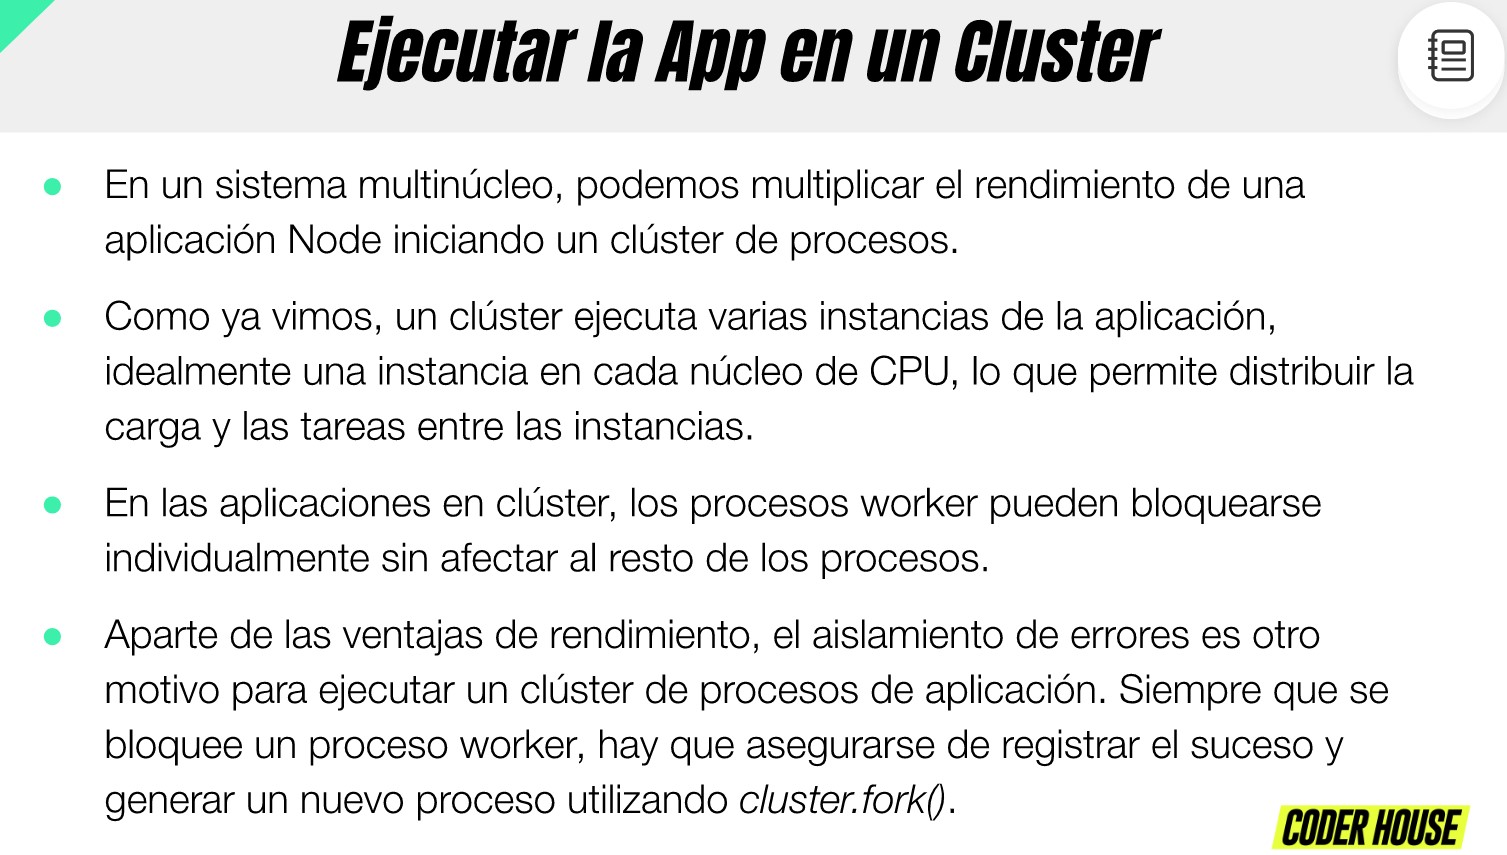 Ejecutar la App en un Cluster
● En un sistema multinúcleo, podemos multiplicar el rendimiento de una
aplicación Node iniciando un clúster de procesos.
● Como ya vimos, un clúster ejecuta varias instancias de la aplicación,
idealmente una instancia en cada núcleo de CPU, lo que permite distribuir la
carga y las tareas entre las instancias.
● En las aplicaciones en clúster, los procesos worker pueden bloquearse
individualmente sin afectar al resto de los procesos.
● Aparte de las ventajas de rendimiento, el aislamiento de errores es otro
motivo para ejecutar un clúster de procesos de aplicación. Siempre que se
bloquee un proceso worker, hay que asegurarse de registrar el suceso y
generar un nuevo proceso utilizando cluster.fork().
CODER HOUSE